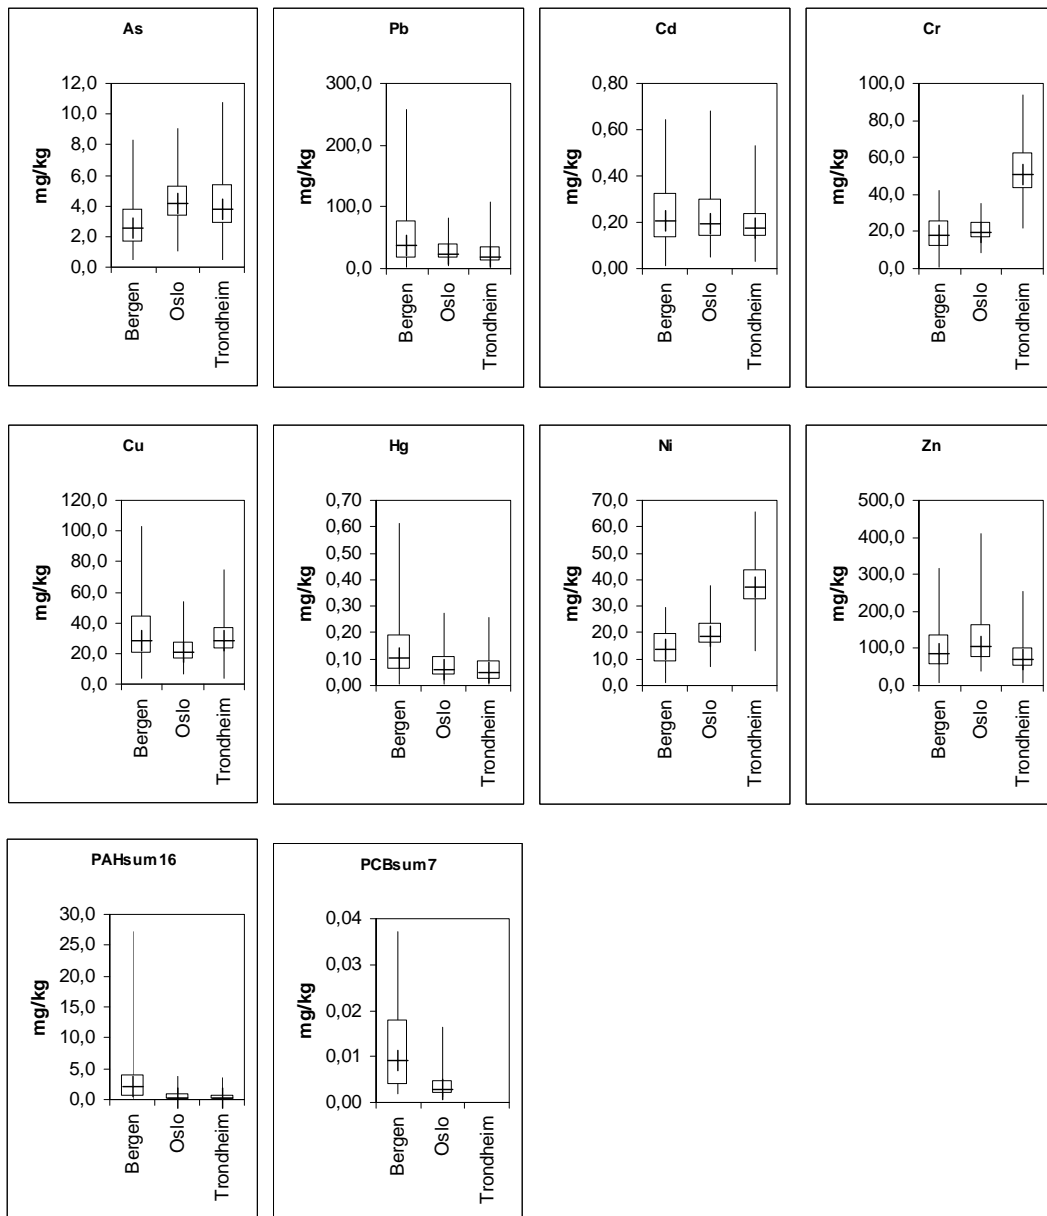 As
mg/kg
12,0
10,0
8,0
6,0
4,0
2,0
0,0
Bergen
Oslo
Trondheim
Pb
mg/kg
300,0
200,0
100,0
0,0
Bergen
Oslo
Trondheim
Cd
mg/kg
0,80
0,60
0,40
0,20
0,00
Bergen
Oslo
Trondheim
Cr
mg/kg
100,0
80,0
60,0
40,0
20,0
0,0
Bergen
Oslo
Trondheim
Cu
mg/kg
120,0
100,0
80,0
60,0
40,0
20,0
0,0
Bergen
Oslo
Trondheim
Hg
mg/kg
0,70
0,60
0,50
0,40
0,30
0,20
0,10
0,00
Bergen
Oslo
Trondheim
Ni
mg/kg
70,0
60,0
50,0
40,0
30,0
20,0
10,0
0,0
Bergen
Oslo
Trondheim
Zn
mg/kg
500,0
400,0
300,0
200,0
100,0
0,0
Bergen
Oslo
Trondheim
PAHsum16
mg/kg
30,0
25,0
20,0
15,0
10,0
5,0
0,0
Bergen
Oslo
Trondheim
PCBsum7
mg/kg
0,04
0,03
0,02
0,01
0,00
Bergen
Oslo
Trondheim